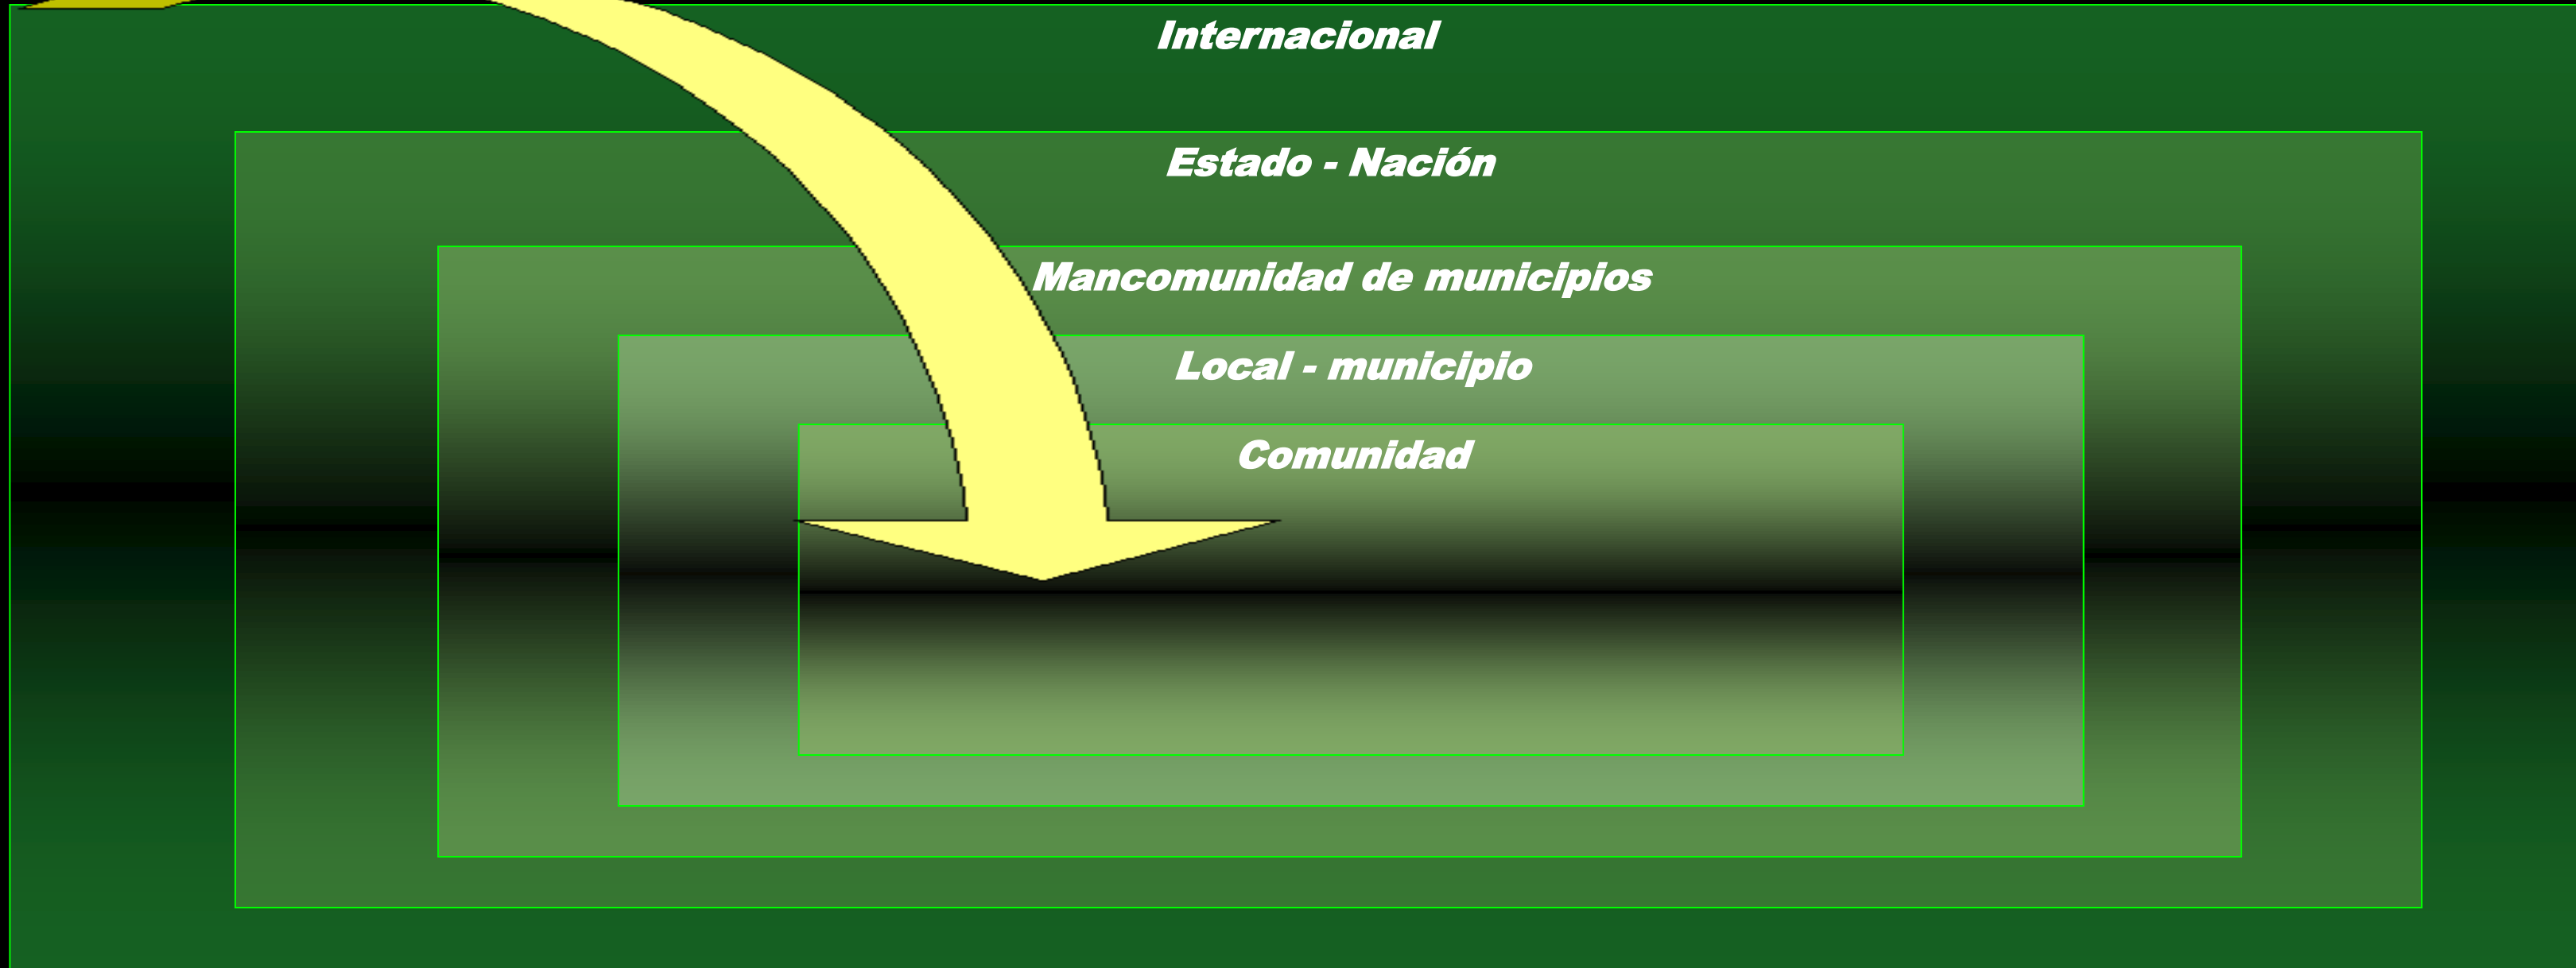 Internacional
Estado - Nación
Mancomunidad de municipios
Local - municipio
Comunidad